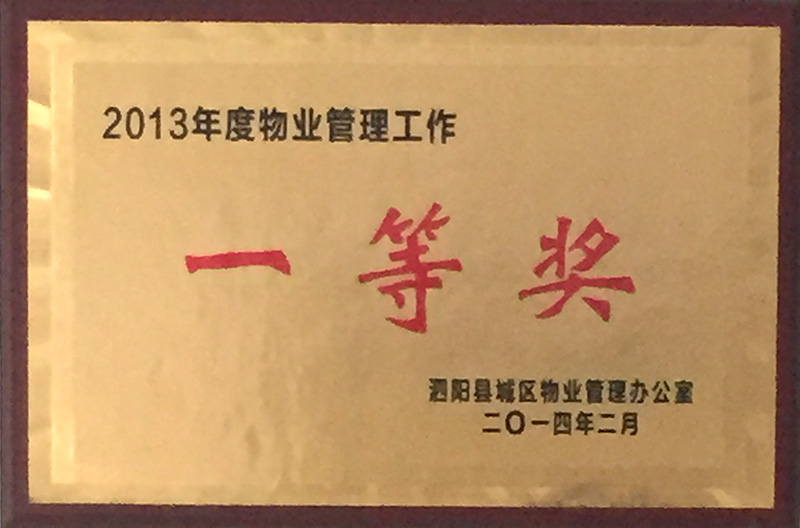 2013年度物业管理工作
一等奖
泗阳县城区物业管理办公室
二〇一四年二月